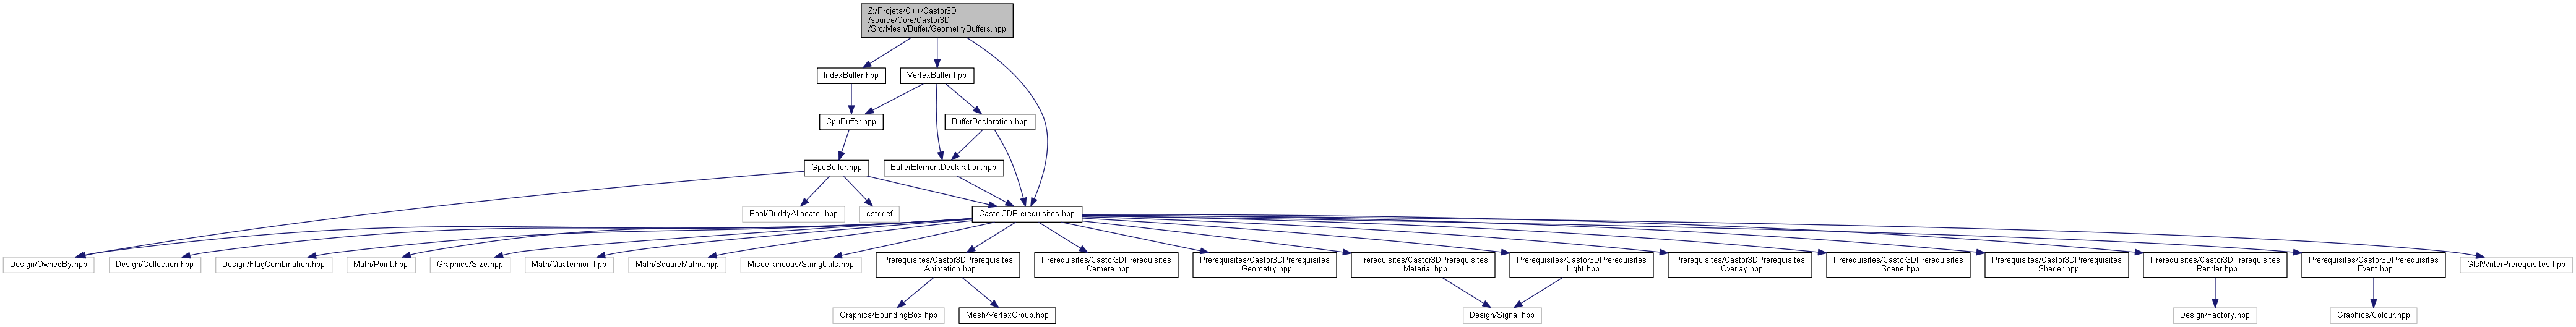 Z:/Projets/C++/Castor3D
/source/Core/Castor3D
/Src/Mesh/Buffer/GeometryBuffers.hpp
IndexBuffer.hpp
VertexBuffer.hpp
CpuBuffer.hpp
BufferDeclaration.hpp
GpuBuffer.hpp
BufferElementDeclaration.hpp
Pool/BuddyAllocator.hpp
cstddef
Castor3DPrerequisites.hpp
Design/OwnedBy.hpp
Design/Collection.hpp
Design/FlagCombination.hpp
Math/Point.hpp
Graphics/Size.hpp
Math/Quaternion.hpp
Math/SquareMatrix.hpp
Miscellaneous/StringUtils.hpp
Prerequisites/Castor3DPrerequisites
_Animation.hpp
Prerequisites/Castor3DPrerequisites
_Camera.hpp
Prerequisites/Castor3DPrerequisites
_Geometry.hpp
Prerequisites/Castor3DPrerequisites
_Material.hpp
Prerequisites/Castor3DPrerequisites
_Light.hpp
Prerequisites/Castor3DPrerequisites
_Overlay.hpp
Prerequisites/Castor3DPrerequisites
_Scene.hpp
Prerequisites/Castor3DPrerequisites
_Shader.hpp
Prerequisites/Castor3DPrerequisites
_Render.hpp
Prerequisites/Castor3DPrerequisites
_Event.hpp
GlslWriterPrerequisites.hpp
Graphics/BoundingBox.hpp
Mesh/VertexGroup.hpp
Design/Signal.hpp
Design/Factory.hpp
Graphics/Colour.hpp